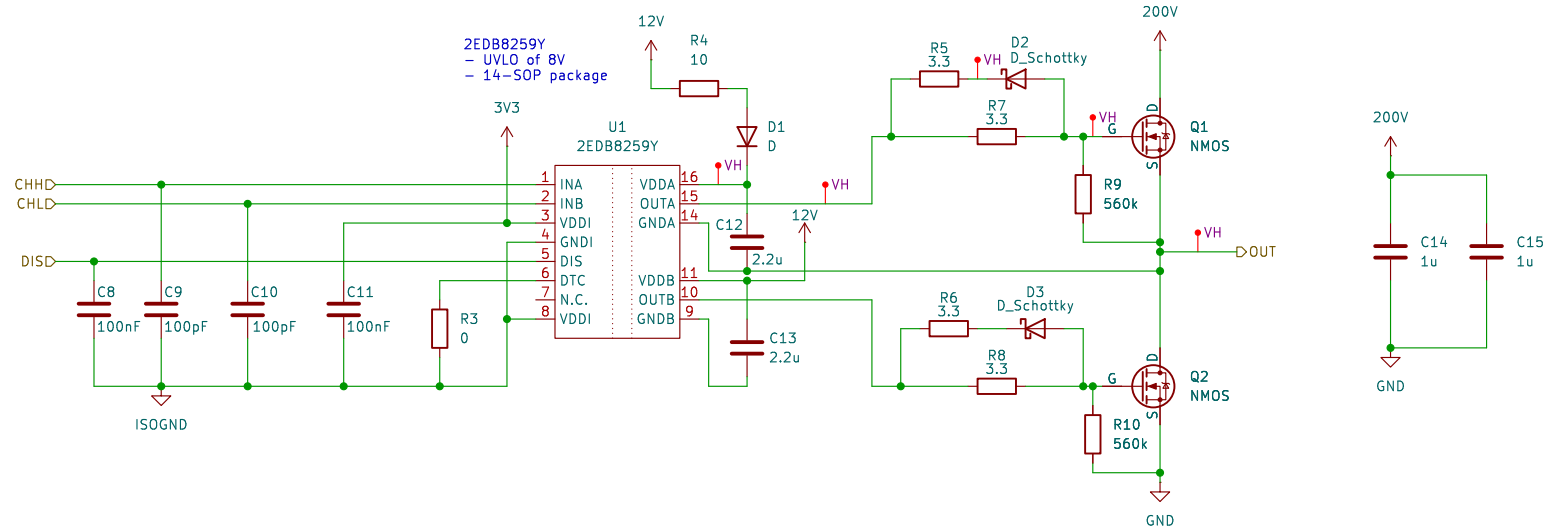 2EDB8259Y
- UVLO of 8V
- 14-SOP package
12V
R4
10
3V3
D1
D
U1
2EDB8259Y
1 INA
2 INB
3 VDDI
4 GNDI
5 DIS
6 DTC
7 N.C.
8 VDDI
VDDA 16
OUTA 15
GNDA 14
VDDB 11
OUTB 10
GNDB 9
CHH
CHL
DIS
C8
100nF
C9
100pF
C10
100pF
C11
100nF
R3
0
ISOGND
VH
C12
2.2u
12V
C13
2.2u
VH
R5
3.3
VH
D2
D_Schottky
R7
3.3
VH
G
D
S
Q1
NMOS
200V
R9
560k
VH
OUT
R6
3.3
D3
D_Schottky
R8
3.3
G
D
S
Q2
NMOS
R10
560k
GND
200V
C14
1u
C15
1u
GND